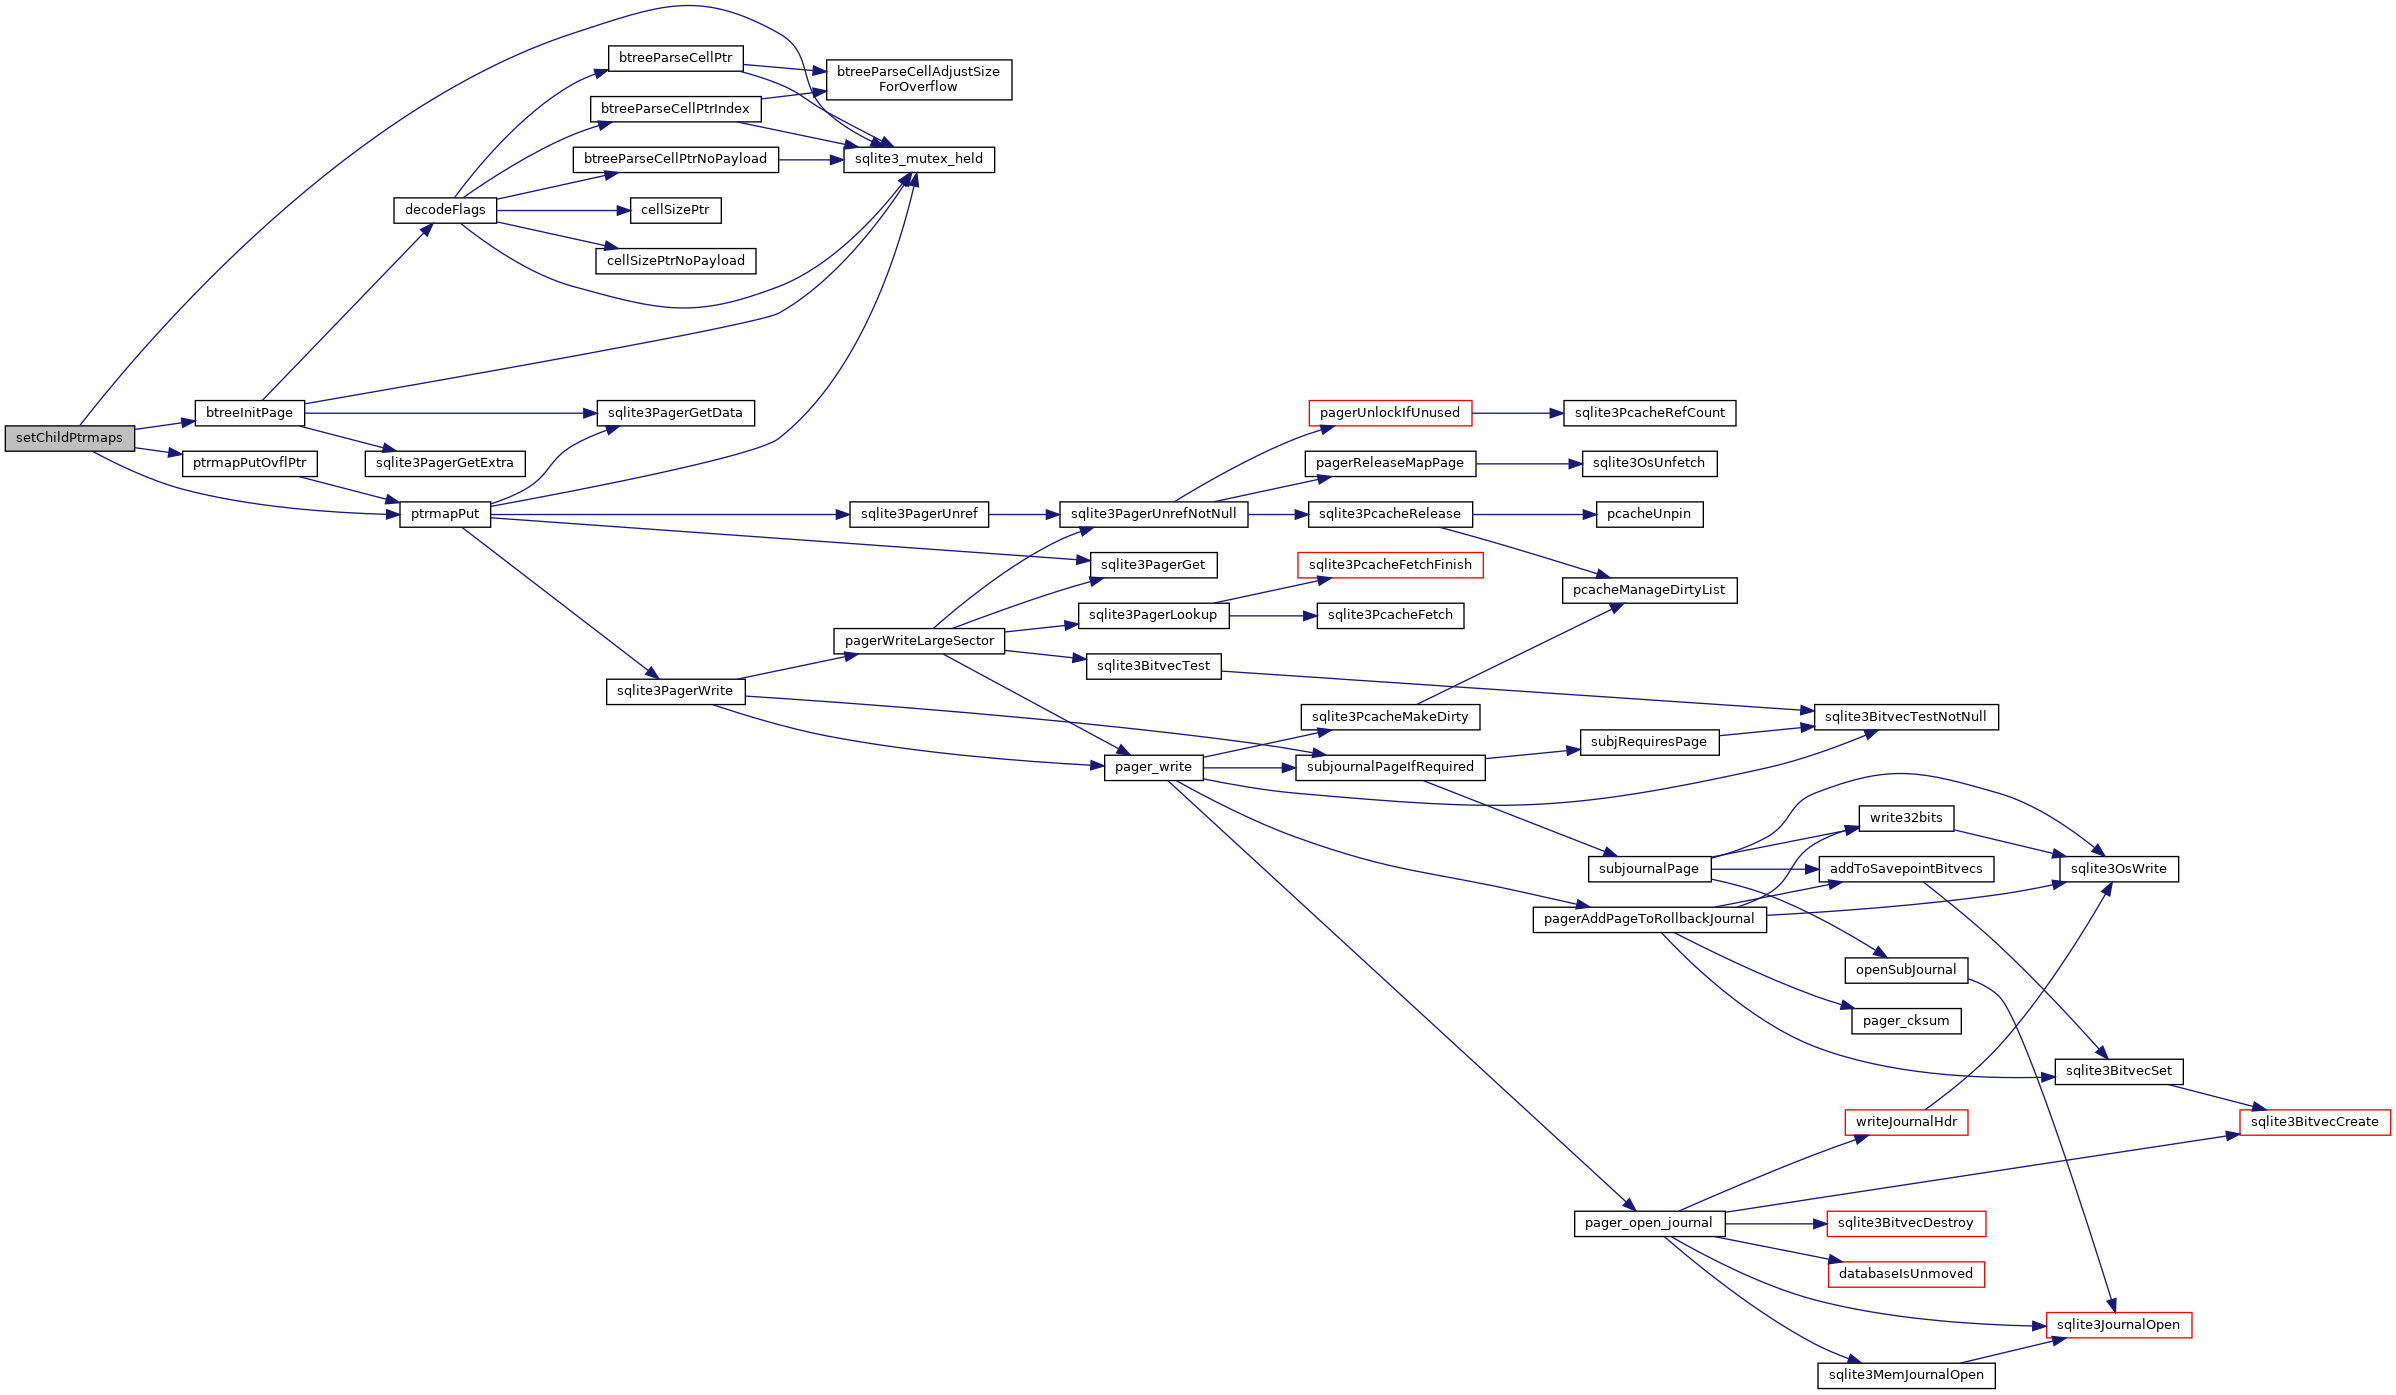 setChildPtrmaps
btreeInitPage
ptrmapPutOvflPtr
decodeFlags
sqlite3PagerGetExtra
ptrmapPut
btreeParseCellPtr
btreeParseCellPtrIndex
btreeParseCellPtrNoPayload
cellSizePtr
cellSizePtrNoPayload
sqlite3PagerGetData
sqlite3PagerWrite
btreeParseCellAdjustSize
ForOverflow
sqlite3_mutex_held
sqlite3PagerUnref
pagerWriteLargeSector
sqlite3PagerUnrefNotNull
sqlite3PagerGet
sqlite3PagerLookup
sqlite3BitvecTest
pager_write
pagerUnlockIfUnused
pagerReleaseMapPage
sqlite3PcacheRelease
sqlite3PcacheFetchFinish
sqlite3PcacheFetch
sqlite3PcacheMakeDirty
subjournalPageIfRequired
sqlite3PcacheRefCount
sqlite3OsUnfetch
pcacheUnpin
pcacheManageDirtyList
subjRequiresPage
subjournalPage
pagerAddPageToRollbackJournal
pager_open_journal
sqlite3BitvecTestNotNull
write32bits
addToSavepointBitvecs
openSubJournal
pager_cksum
writeJournalHdr
sqlite3BitvecDestroy
databaseIsUnmoved
sqlite3MemJournalOpen
sqlite3OsWrite
sqlite3BitvecSet
sqlite3JournalOpen
sqlite3BitvecCreate